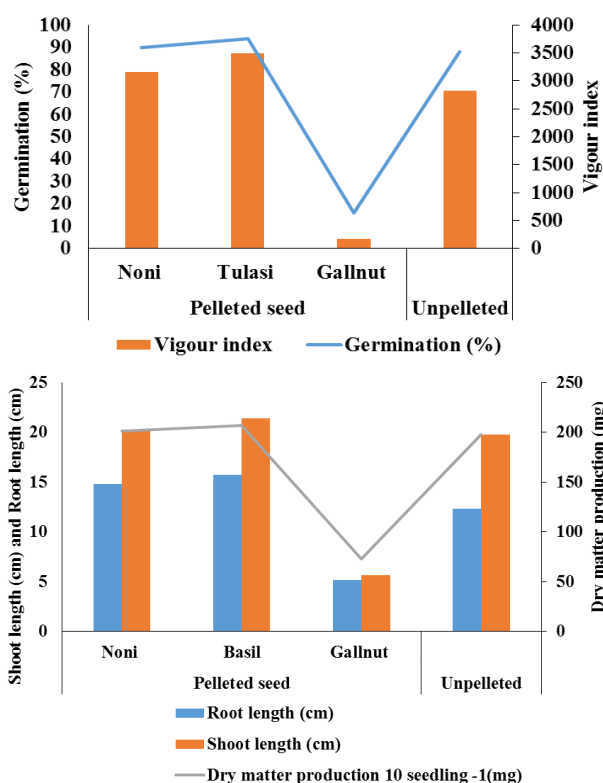 Germination (%)
100
90
80
70
60
50
40
30
20
10
0
4000
3500
3000
2500
2000
1500
1000
500
0
Vigour index
Noni Tulasi Gallnut
Pelleted seed Unpelleted
Vigour index Germination (%)
Shoot length (cm) and Root length (cm)
25
20
15
10
5
0
250
200
150
100
50
0
Dry matter production (mg)
Noni Basil Gallnut
Pelleted seed Unpelleted
Root length (cm)
Shoot length (cm)
Dry matter production 10 seedling -1(mg)